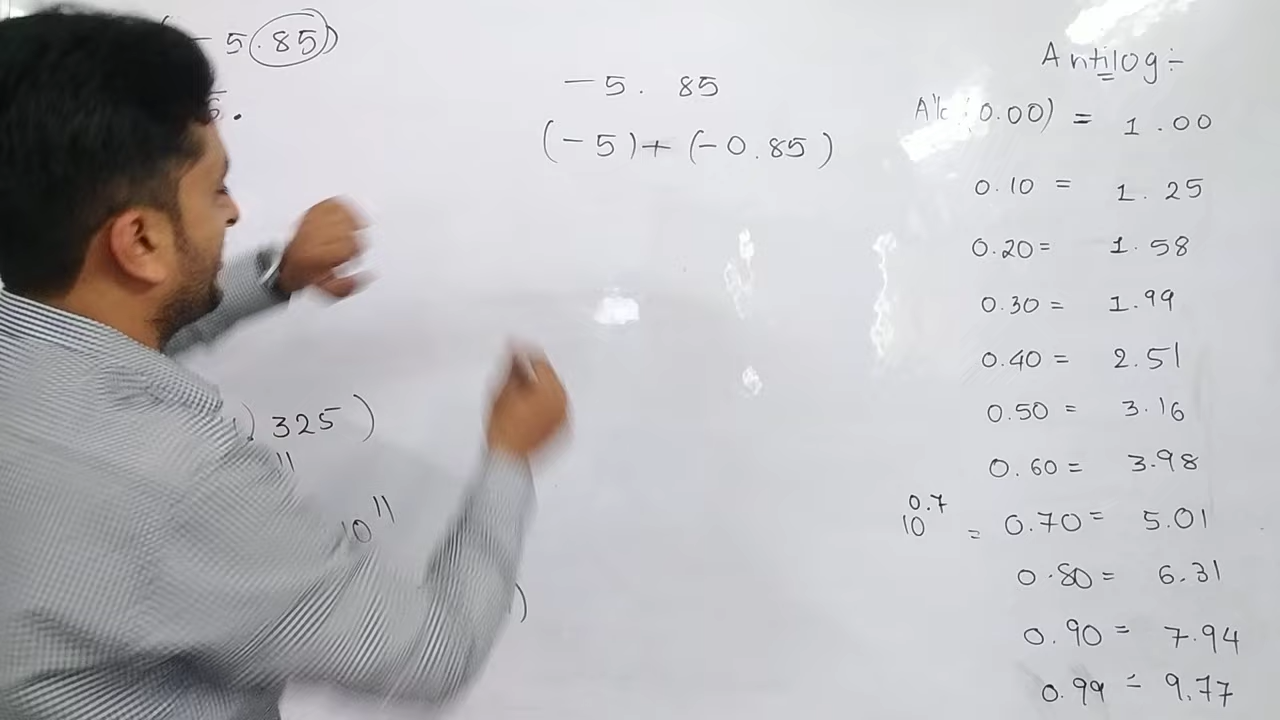 - 5.85)
-5. 85
(-5)+(-0.85)
Antilog:-
A%c (0.00) = 1.00
0.10 = 1.25
0.20= 1.58
0.30 = 1.99
0.40 = 2.51
0.50 = 3.16
0.60 = 3.98
10^0.7 = 0.70= 5.01
0.80= 6.31
0.90 = 7.94
0.99 = 9.77
325)
11
10^11
)